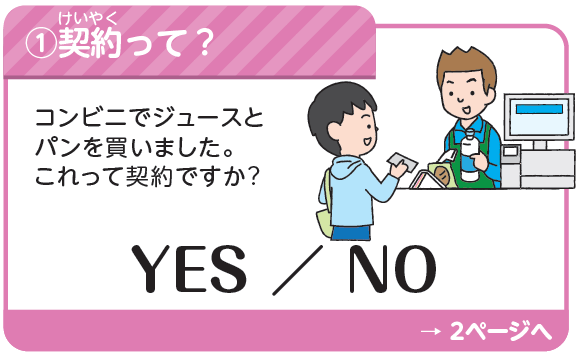 けいやく
①契約って？
コンビニでジュースと
パンを買いました。
これって契約ですか？
YES ／ NO
→ 2ページへ